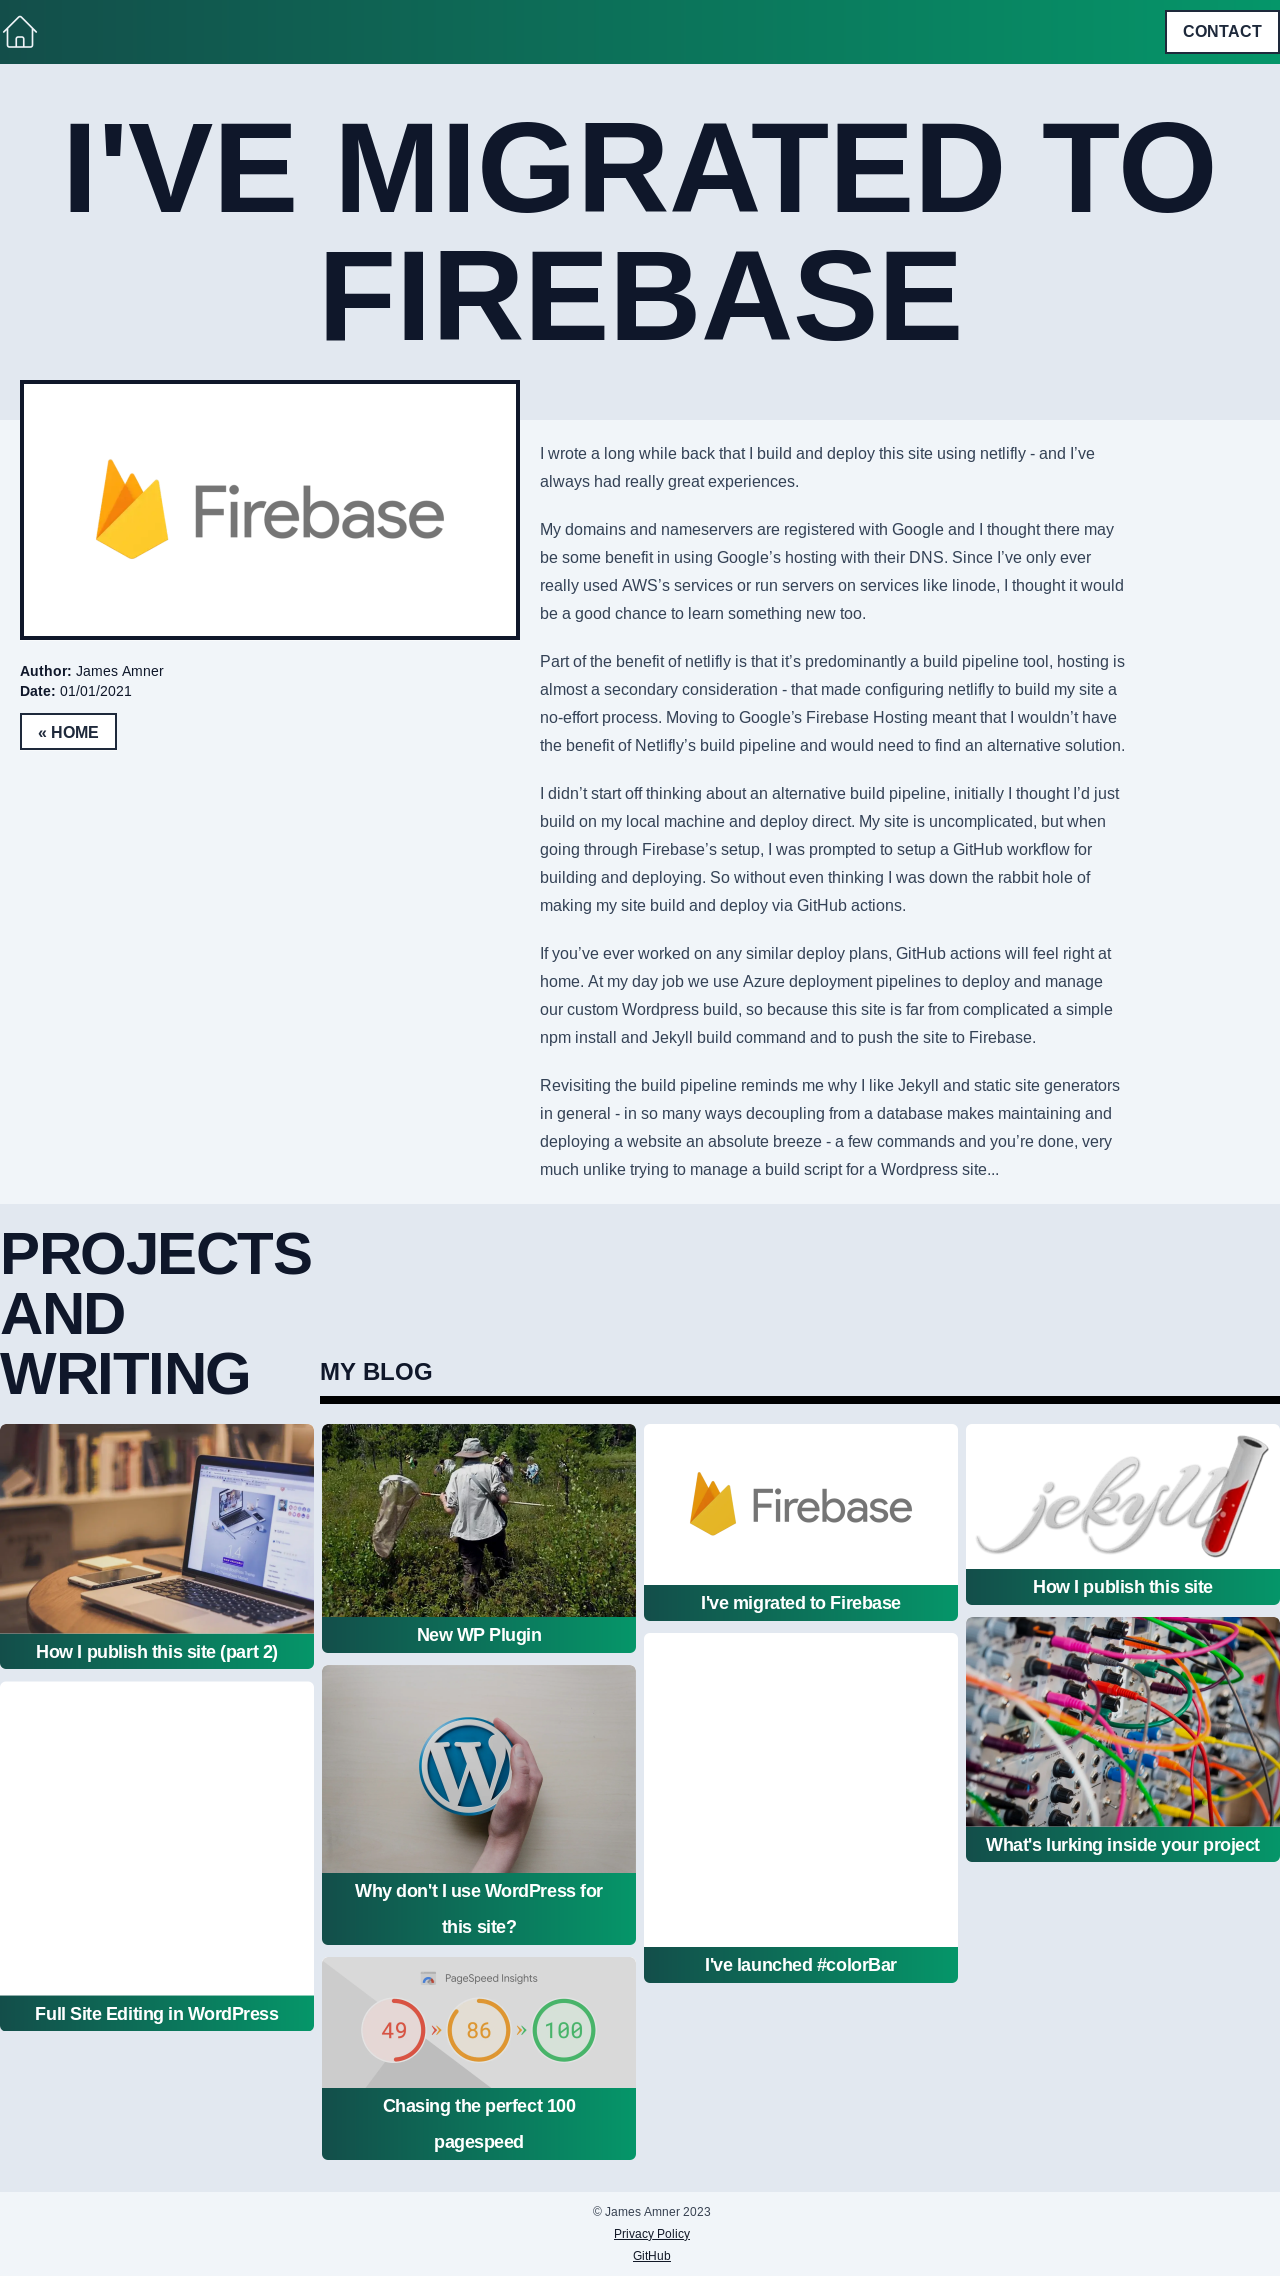 CONTACT
I'VE MIGRATED TO
FIREBASE
Firebase
Author: James Amner
Date: 01/01/2021
« HOME
I wrote a long while back that I build and deploy this site using netlifly - and I’ve
always had really great experiences.
My domains and nameservers are registered with Google and I thought there may
be some benefit in using Google’s hosting with their DNS. Since I’ve only ever
really used AWS’s services or run servers on services like linode, I thought it would
be a good chance to learn something new too.
Part of the benefit of netlifly is that it’s predominantly a build pipeline tool, hosting is
almost a secondary consideration - that made configuring netlifly to build my site a
no-effort process. Moving to Google’s Firebase Hosting meant that I wouldn’t have
the benefit of Netlifly’s build pipeline and would need to find an alternative solution.
I didn’t start off thinking about an alternative build pipeline, initially I thought I’d just
build on my local machine and deploy direct. My site is uncomplicated, but when
going through Firebase’s setup, I was prompted to setup a GitHub workflow for
building and deploying. So without even thinking I was down the rabbit hole of
making my site build and deploy via GitHub actions.
If you’ve ever worked on any similar deploy plans, GitHub actions will feel right at
home. At my day job we use Azure deployment pipelines to deploy and manage
our custom Wordpress build, so because this site is far from complicated a simple
npm install and Jekyll build command and to push the site to Firebase.
Revisiting the build pipeline reminds me why I like Jekyll and static site generators
in general - in so many ways decoupling from a database makes maintaining and
deploying a website an absolute breeze - a few commands and you’re done, very
much unlike trying to manage a build script for a Wordpress site...
PROJECTS
AND
WRITING
MY BLOG
How I publish this site (part 2)
Full Site Editing in WordPress
New WP Plugin
W
Why don't I use WordPress for
this site?
PageSpeed Insights
49 » 86 » 100
Chasing the perfect 100
pagespeed
Firebase
I've migrated to Firebase
I've launched #colorBar
jekyll
How I publish this site
What's lurking inside your project
© James Amner 2023
Privacy Policy
GitHub